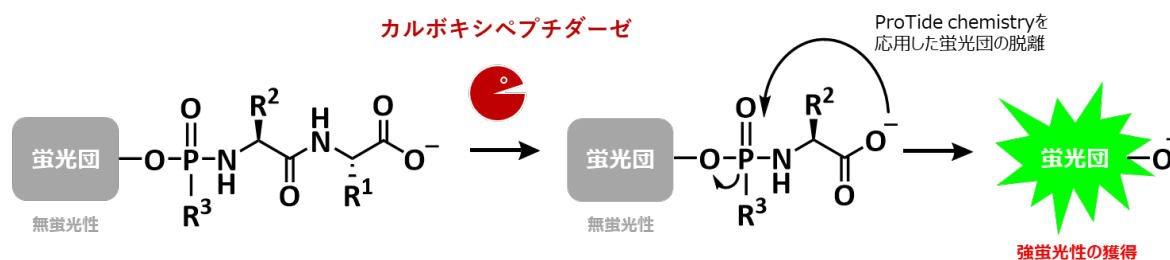 カルボキシペプチダーゼ
ProTide chemistryを
応用した蛍光団の脱離
蛍光団
O
O
P
R3
N
H
R2
O
H
N
R1
O
O−
無蛍光性
蛍光団
O
O
P
R3
N
H
R2
O−
O
無蛍光性
蛍光団
O
強蛍光性の獲得